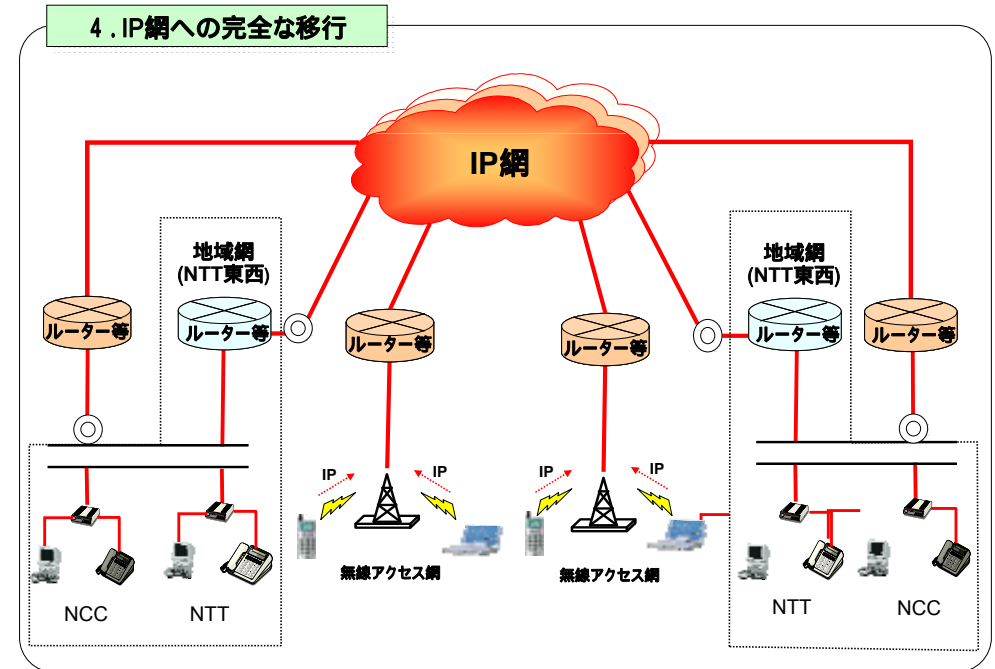 ４．IP網への完全な移行
IP網
地域網
(NTT東西)
地域網
(NTT東西)
ルーター等
ルーター等
ルーター等
ルーター等
ルーター等
ルーター等
IP
IP
IP
IP
無線アクセス網
無線アクセス網
NCC
NTT
NTT
NCC